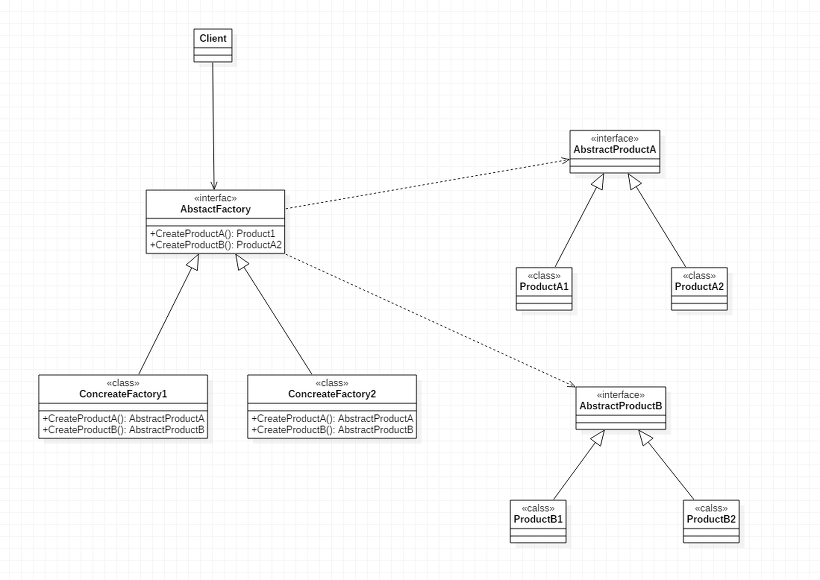 Client
«interface»
AbstractProductA
«interfac»
AbstactFactory
+CreateProductA(): Product1
+CreateProductB(): ProductA2
«class»
ProductA1
«class»
ProductA2
«class»
ConcreateFactory1
+CreateProductA(): AbstractProductA
+CreateProductB(): AbstractProductB
«class»
ConcreateFactory2
+CreateProductA(): AbstractProductA
+CreateProductB(): AbstractProductB
«interface»
AbstractProductB
«calss»
ProductB1
«calss»
ProductB2